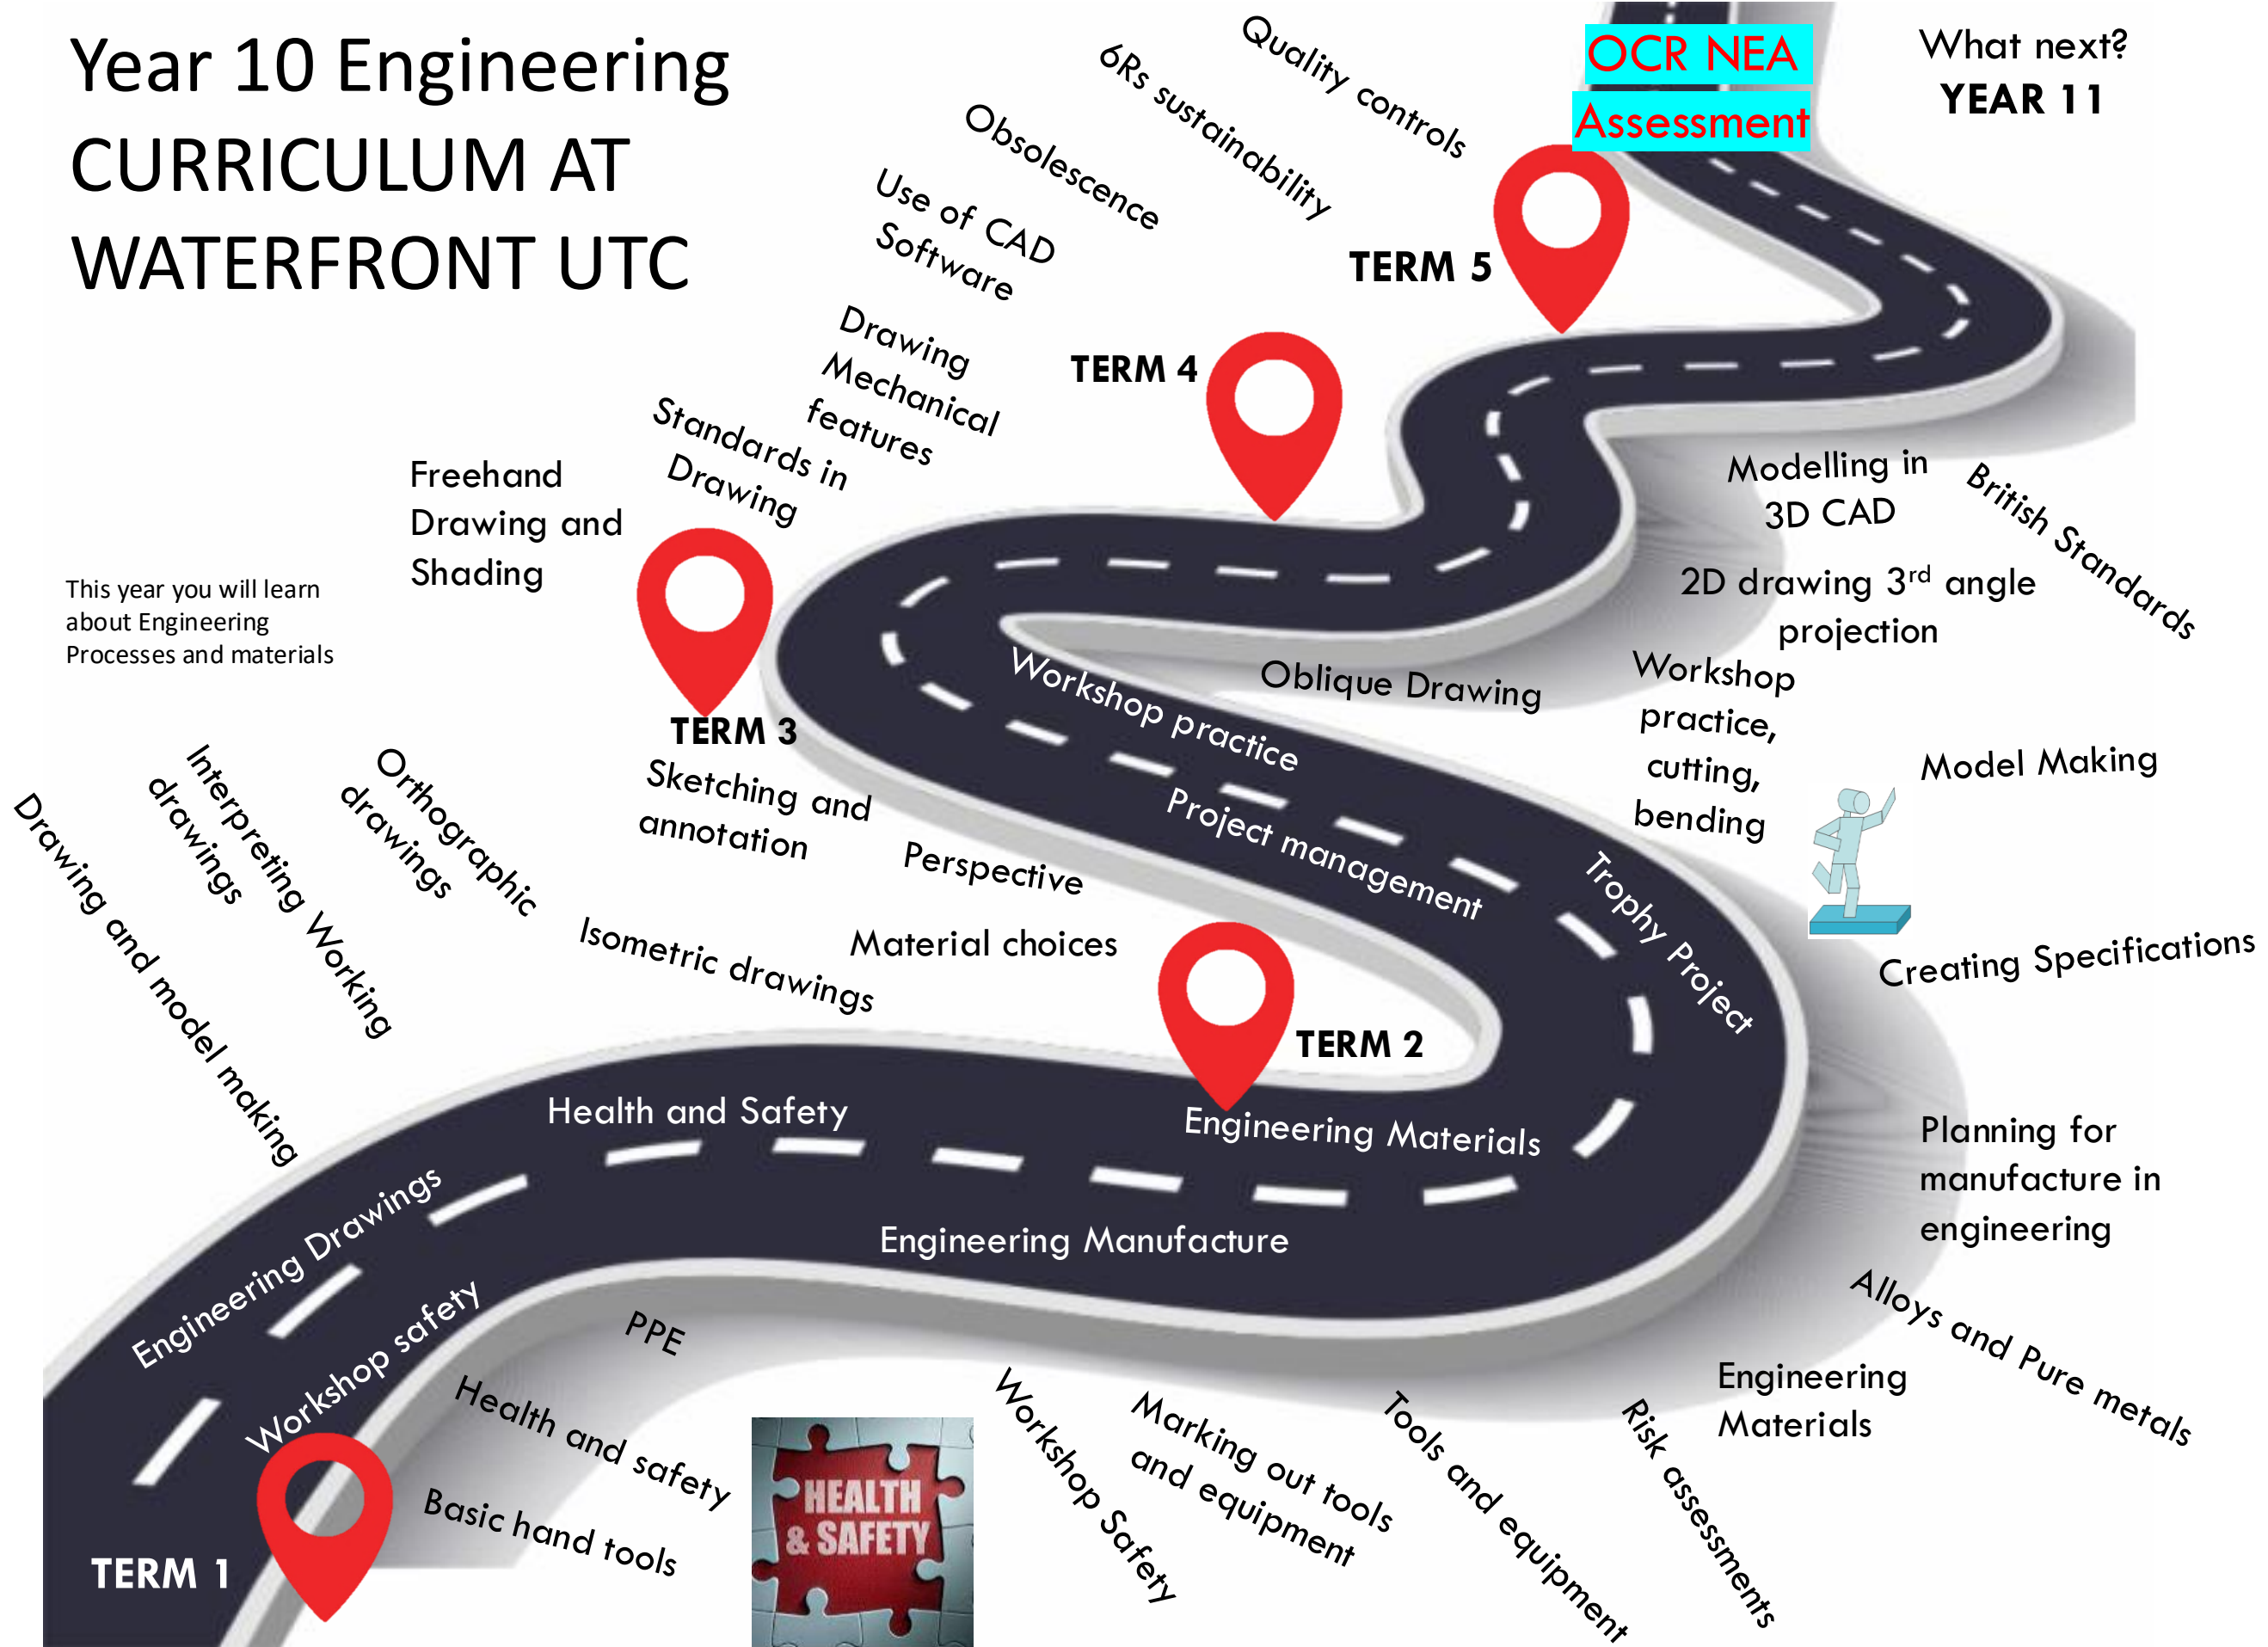 Year 10 Engineering
CURRICULUM AT
WATERFRONT UTC
Quality controls
6Rs sustainability
Obsolescence
Use of CAD
Software
Drawing
Mechanical
features
Standards in
Drawing
Freehand
Drawing and
Shading
OCR NEA
Assessment
What next?
YEAR 11
TERM 5
TERM 4
This year you will learn
about Engineering
Processes and materials
TERM 3
Modelling in
3D CAD
British Standards
2D drawing 3rd angle
projection
Oblique Drawing
Workshop
practice,
cutting,
bending
Model Making
Workshop practice
Project management
Trophy Project
Creating Specifications
Sketching and
annotation
Perspective
Material choices
Isometric drawings
Orthographic
drawings
Interpreting Working
drawings
Drawing and model making
TERM 2
Health and Safety
Engineering Materials
Engineering Manufacture
Engineering Drawings
Workshop safety
Planning for
manufacture in
engineering
Alloys and Pure metals
Engineering
Materials
Risk assessments
Tools and equipment
Marking out tools
and equipment
Workshop Safety
PPE
Health and safety
Basic hand tools
HEALTH
& SAFETY
TERM 1